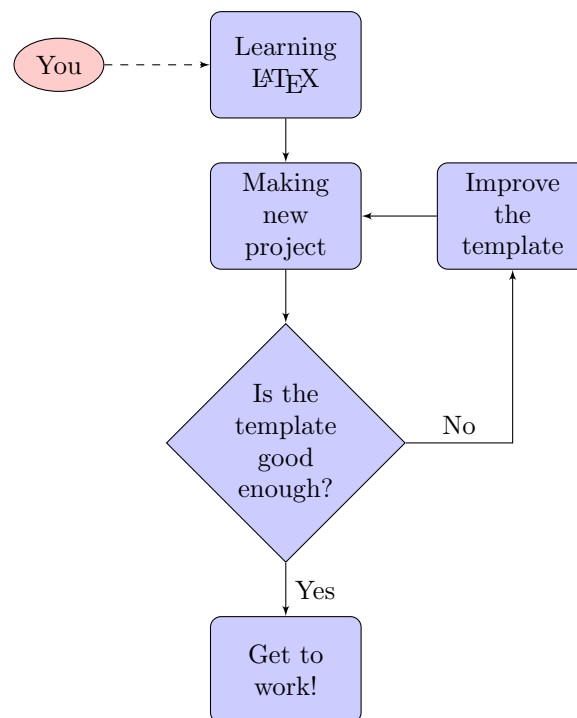 You
Learning
LATEX
Making
new
project
Improve
the
template
Is the
template
good
enough?
No
Yes
Get to
work!